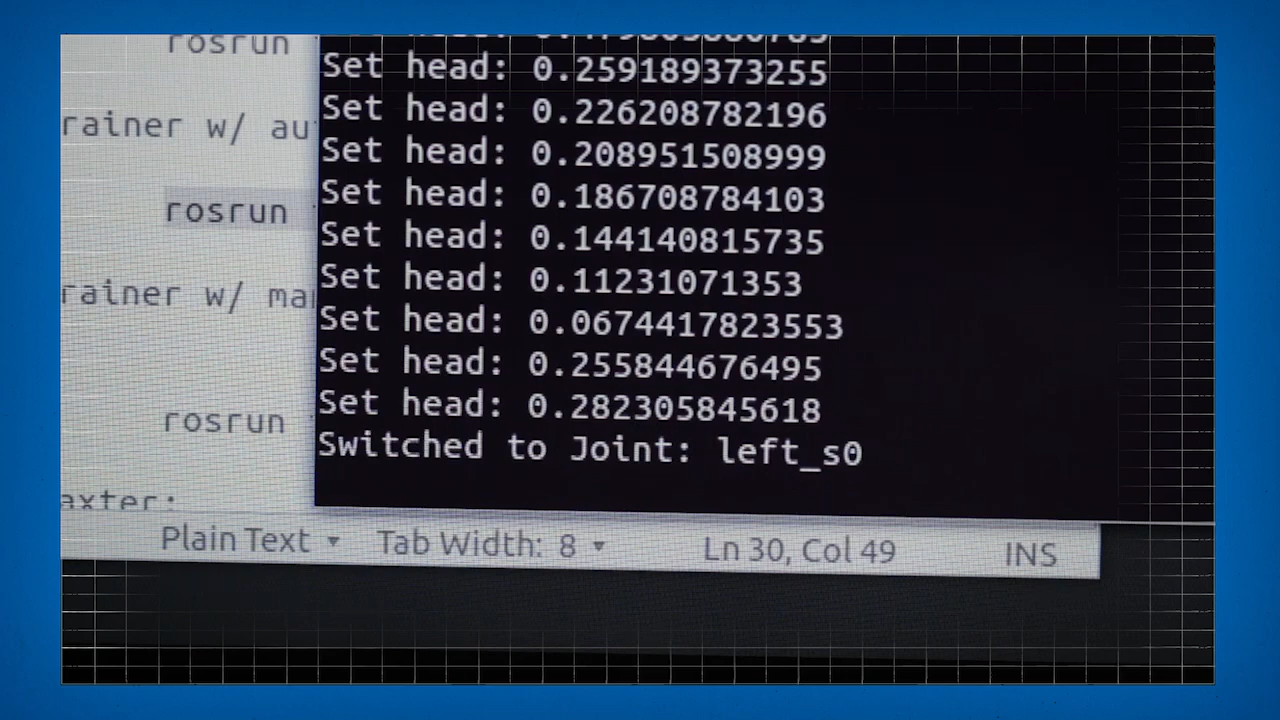 rosrun
rainer w/ au
rosrun
rainer w/ ma
rosrun
axter:
Set head: 0.259189373255
Set head: 0.226208782196
Set head: 0.208951508999
Set head: 0.186708784103
Set head: 0.144140815735
Set head: 0.11231071353
Set head: 0.0674417823553
Set head: 0.255844676495
Set head: 0.282305845618
Switched to Joint: left_s0
Plain Text Tab Width: 8 Ln 30, Col 49 INS